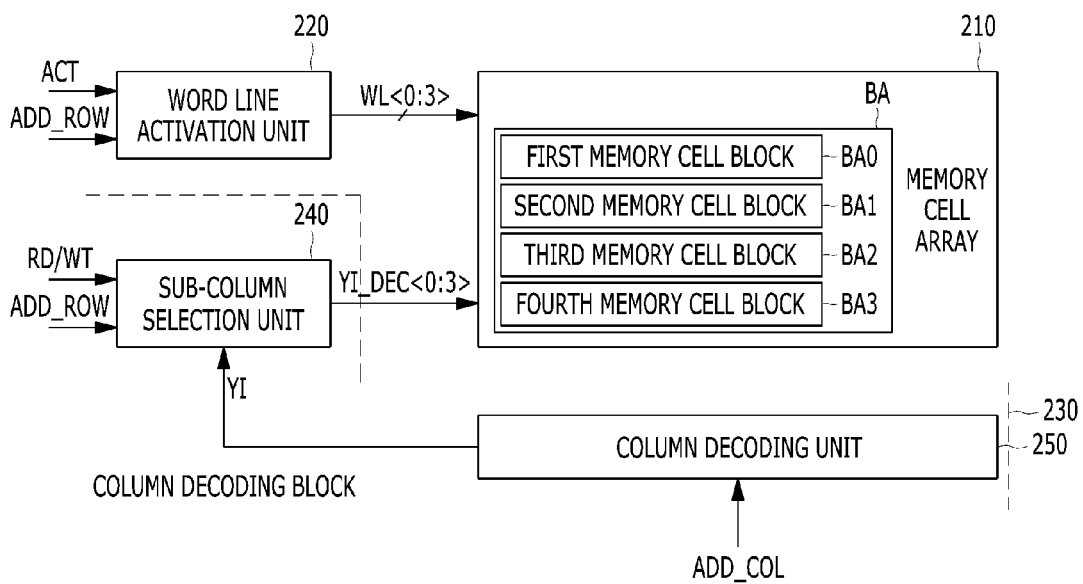 220
210
ACT
ADD_ROW
WORD LINE
ACTIVATION UNIT
WL<0:3>
BA
FIRST MEMORY CELL BLOCK
BA0
SECOND MEMORY CELL BLOCK
BA1
THIRD MEMORY CELL BLOCK
BA2
FOURTH MEMORY CELL BLOCK
BA3
MEMORY
CELL
ARRAY
240
RD/WT
ADD_ROW
SUB-COLUMN
SELECTION UNIT
YI_DEC<0:3>
YI
230
COLUMN DECODING UNIT
250
COLUMN DECODING BLOCK
ADD_COL